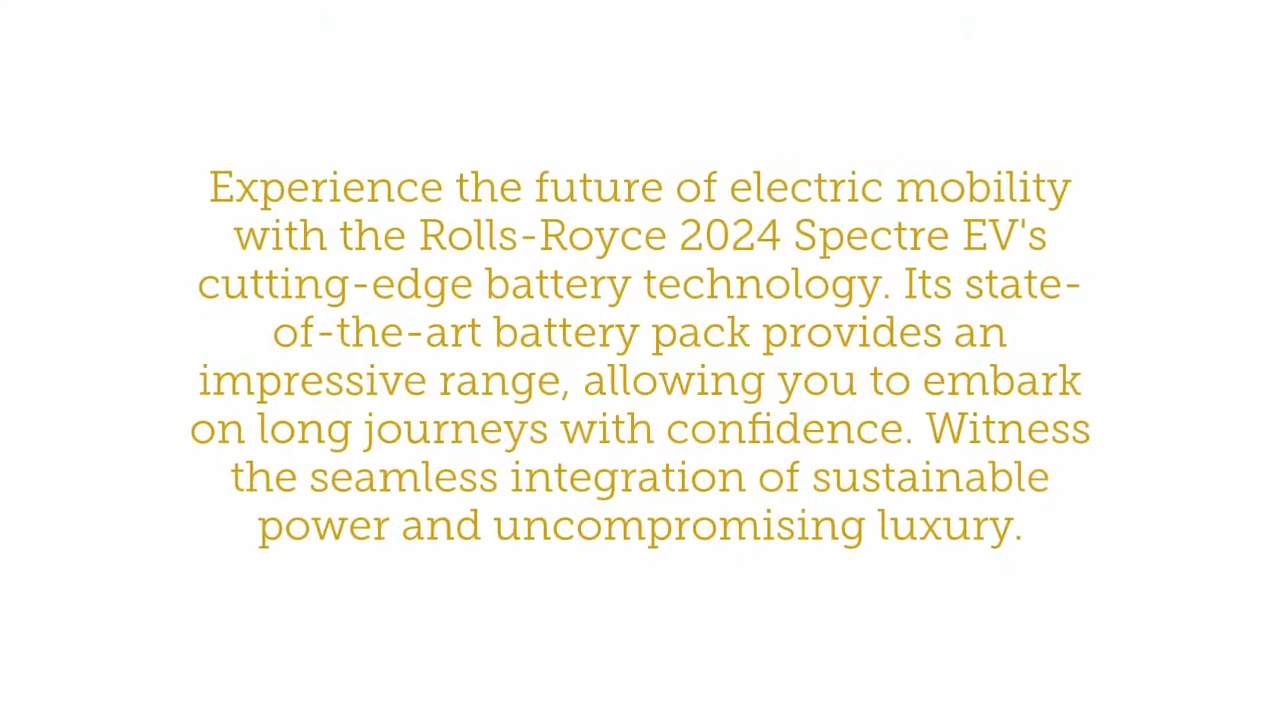 Experience the future of electric mobility
with the Rolls-Royce 2024 Spectre EV's
cutting-edge battery technology. Its state-
of-the-art battery pack provides an
impressive range, allowing you to embark
on long journeys with confidence. Witness
the seamless integration of sustainable
power and uncompromising luxury.